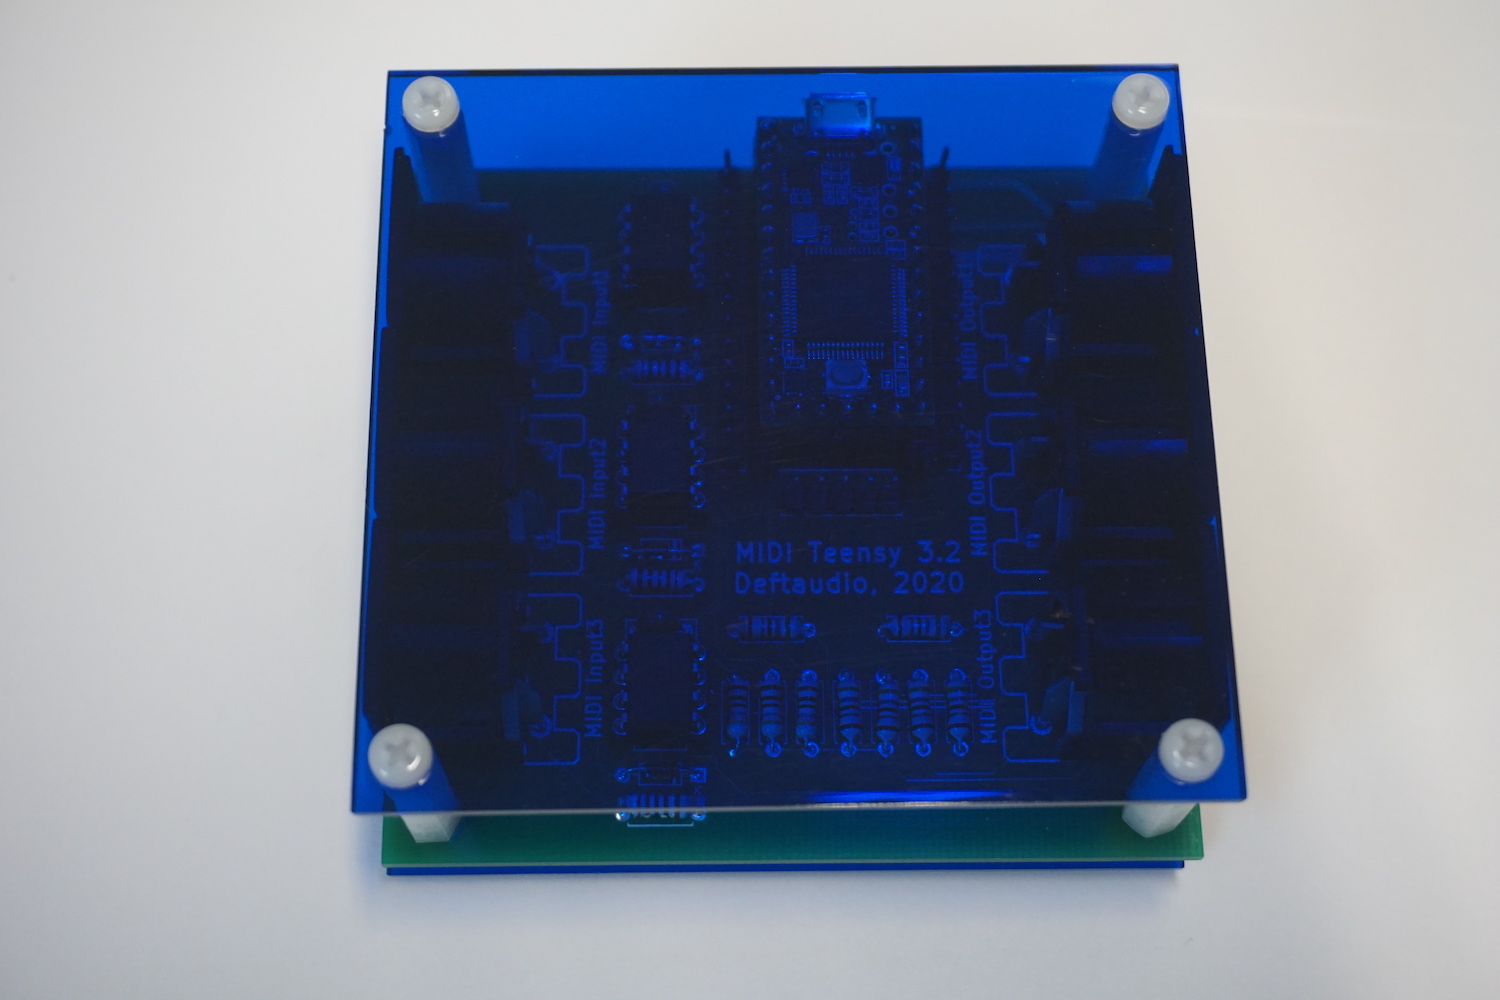 MIDI Input1
MIDI Output1
MIDI Input2
MIDI Output2
MIDI Teensy 3.2
Deftaudio, 2020
MIDI Input3
MIDI Output3